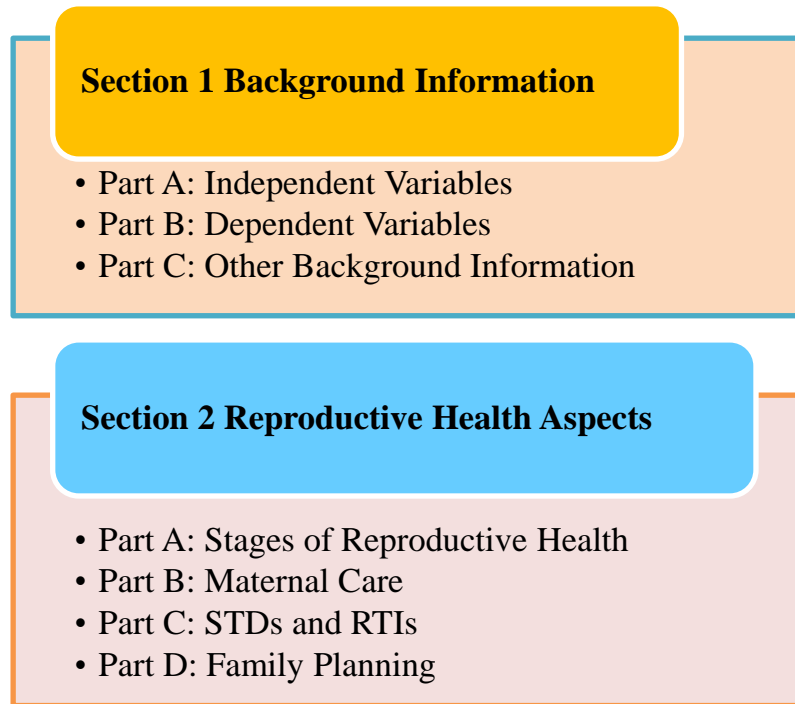 Section 1 Background Information
• Part A: Independent Variables
• Part B: Dependent Variables
• Part C: Other Background Information
Section 2 Reproductive Health Aspects
• Part A: Stages of Reproductive Health
• Part B: Maternal Care
• Part C: STDs and RTIs
• Part D: Family Planning